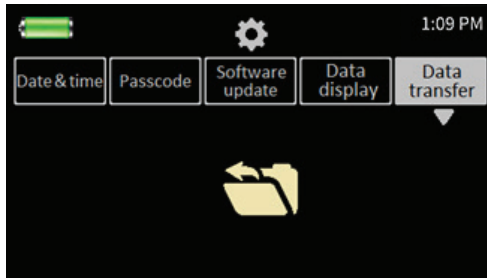 1:09 PM
Date & time
Passcode
Software
update
Data
display
Data
transfer